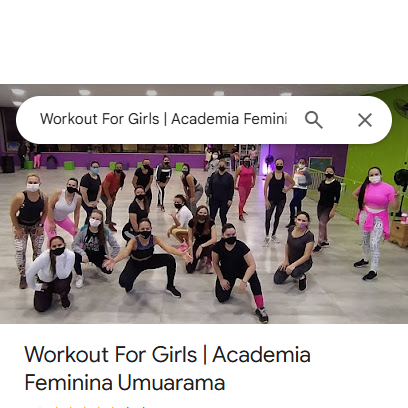 Workout For Girls | Academia Femini
Workout For Girls | Academia
Feminina Umuarama